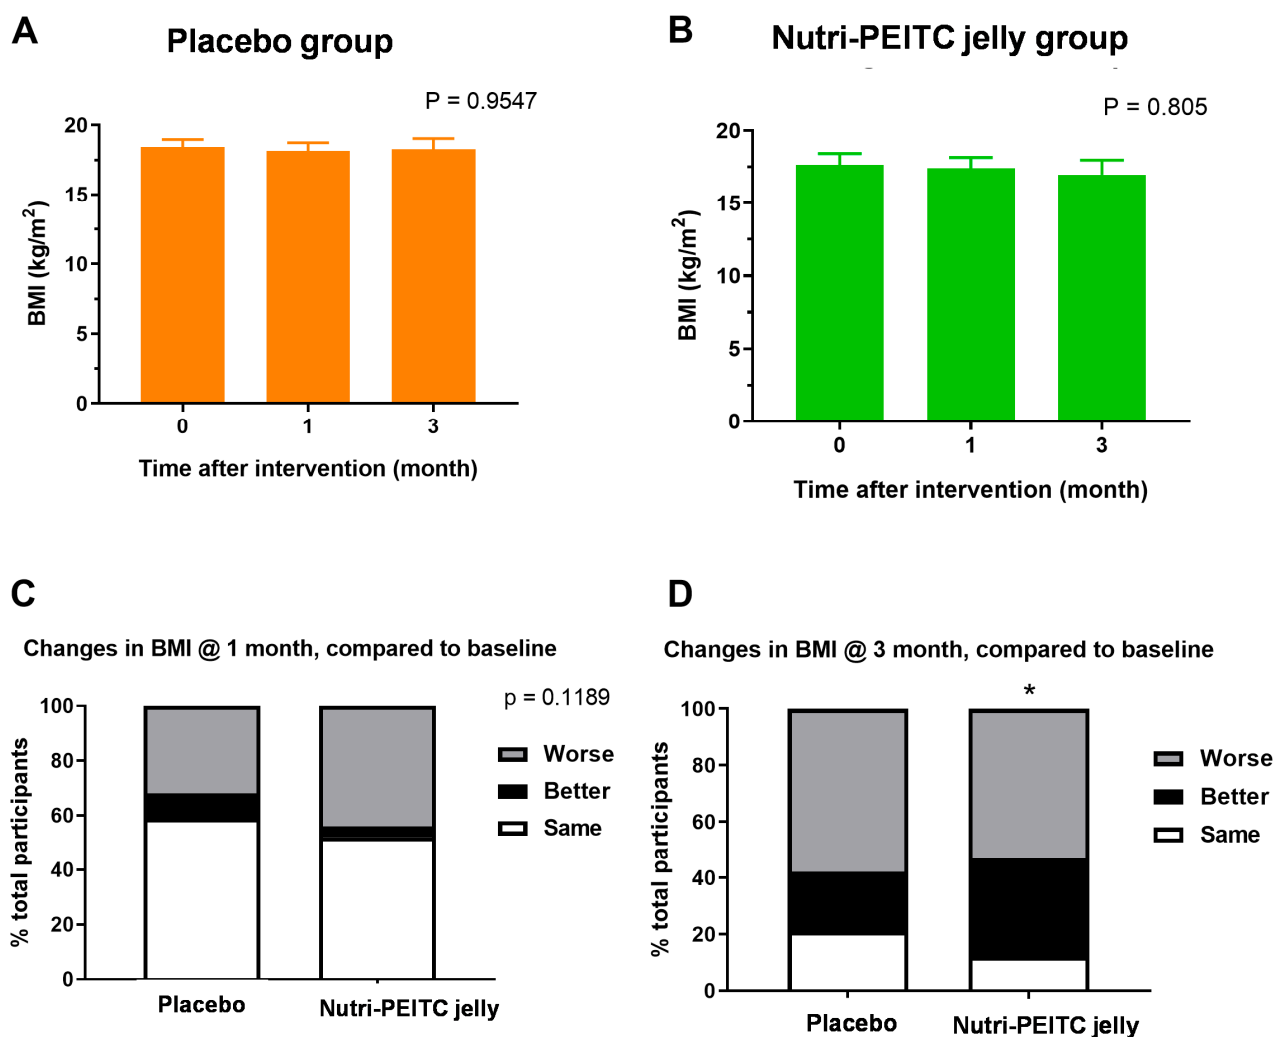 A
Placebo group
P = 0.9547
20
15
10
5
0
BMI (kg/m2)
0 1 3
Time after intervention (month)
B
Nutri-PEITC jelly group
P = 0.805
20
15
10
5
0
BMI (kg/m2)
0 1 3
Time after intervention (month)
C
Changes in BMI @ 1 month, compared to baseline
p = 0.1189
100
80
60
40
20
0
% total participants
Worse
Better
Same
Placebo Nutri-PEITC jelly
D
Changes in BMI @ 3 month, compared to baseline
*
100
80
60
40
20
0
% total participants
Worse
Better
Same
Placebo Nutri-PEITC jelly